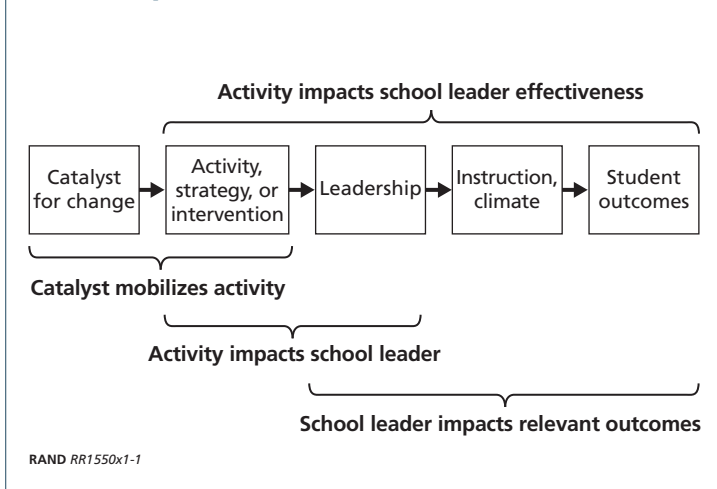 Activity impacts school leader effectiveness
Catalyst
for change
Activity,
strategy, or
intervention
Leadership
Instruction,
climate
Student
outcomes
Catalyst mobilizes activity
Activity impacts school leader
School leader impacts relevant outcomes
RAND RR1550x1-1